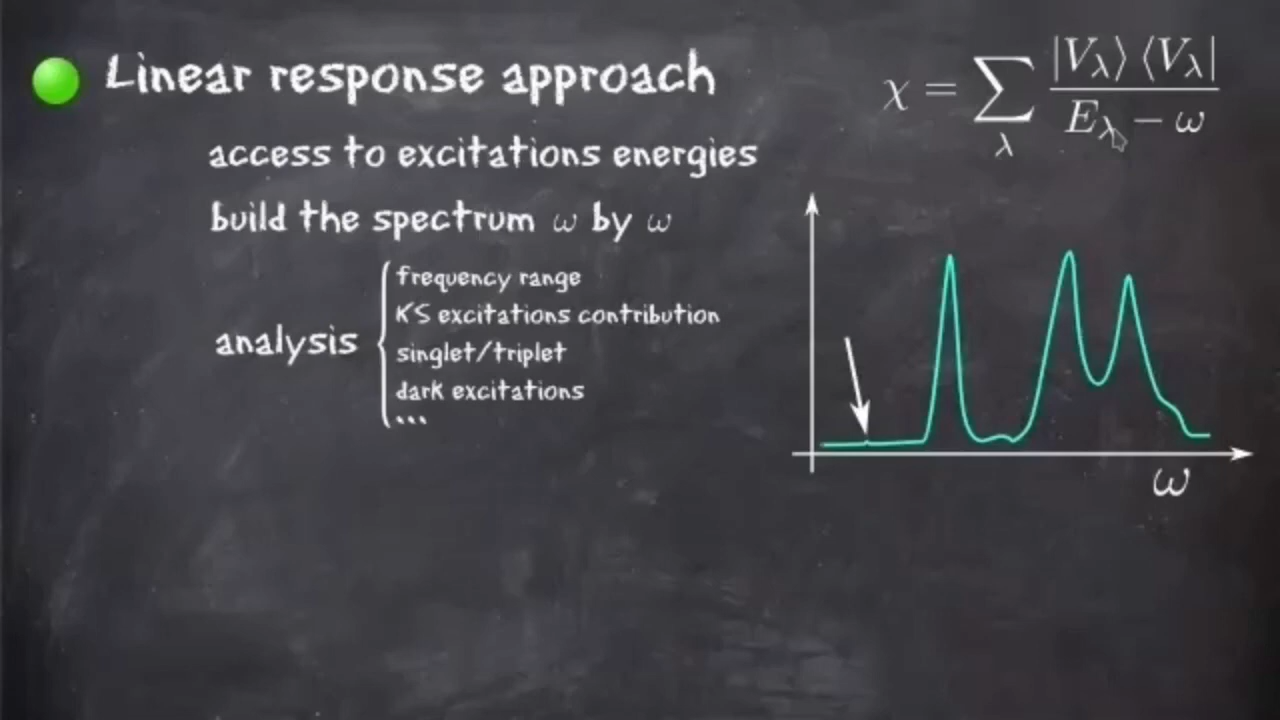 Linear response approach
χ = ∑_λ |V_λ⟩ ⟨V_λ| / (E_λ − ω)
access to excitations energies
build the spectrum ω by ω
analysis
frequency range
KS excitations contribution
singlet/triplet
dark excitations
...
ω